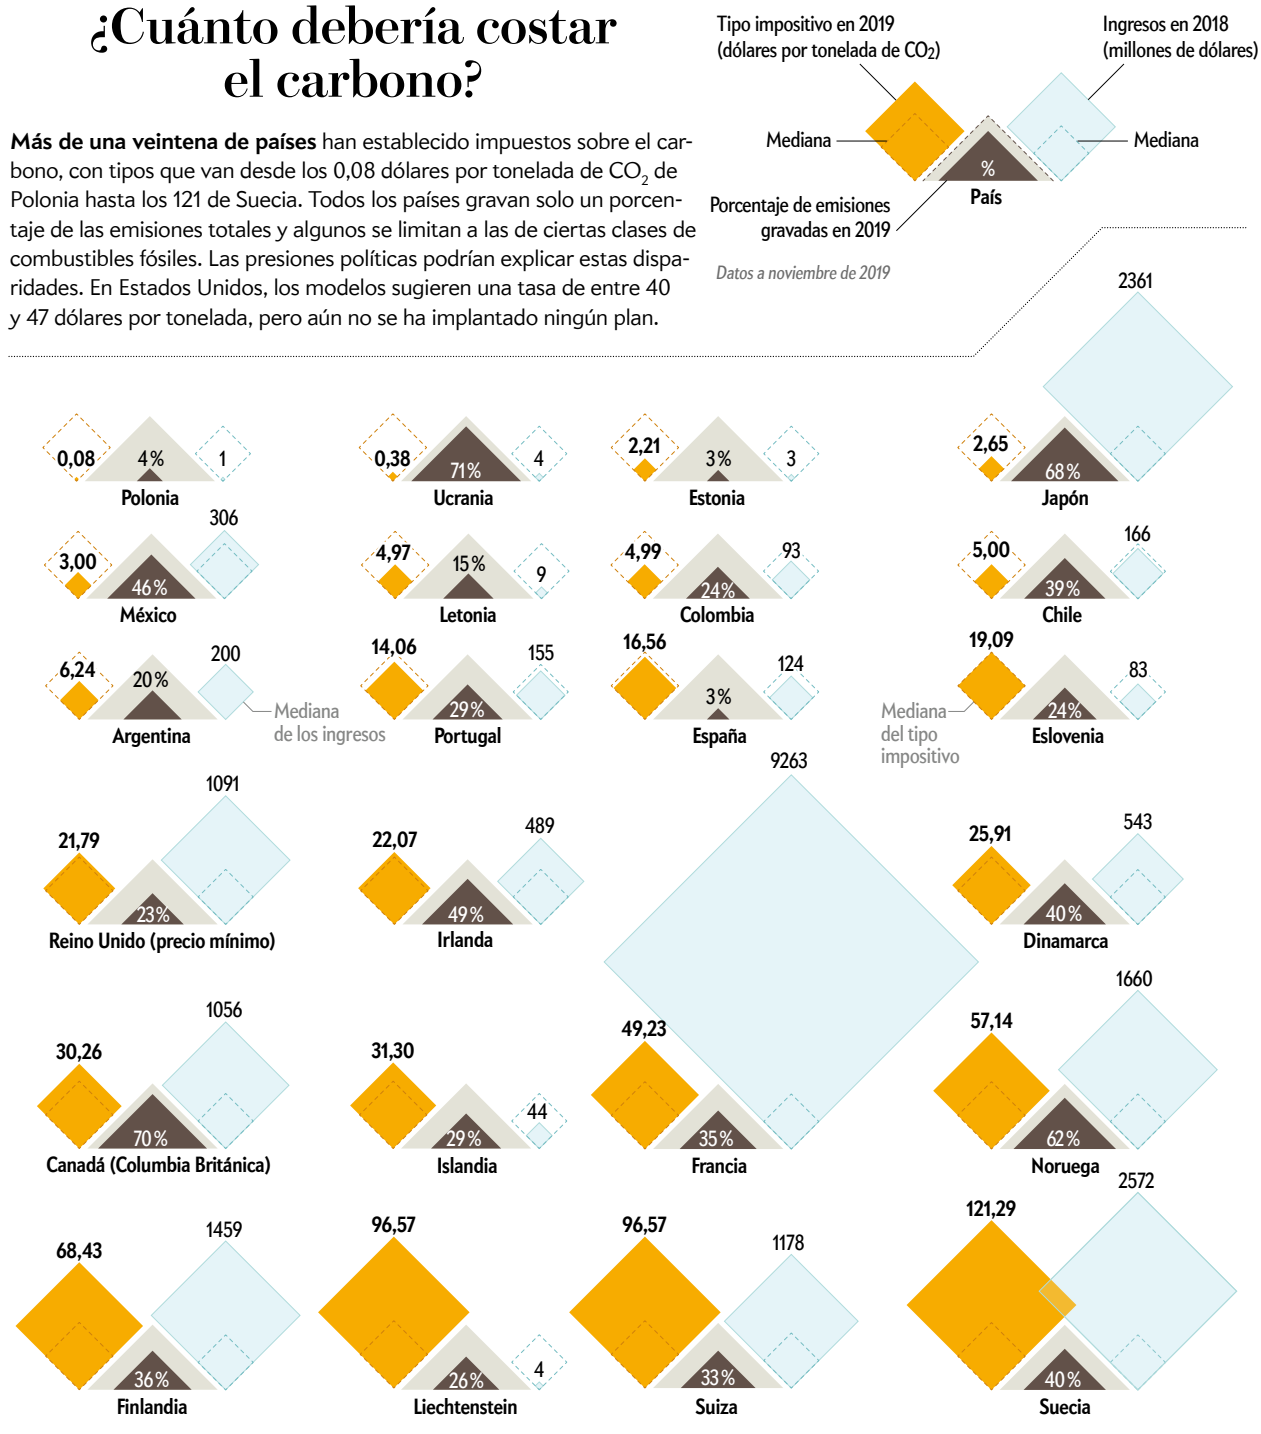 ¿Cuánto debería costar
el carbono?
Más de una veintena de países han establecido impuestos sobre el car-
bono, con tipos que van desde los 0,08 dólares por tonelada de CO₂ de
Polonia hasta los 121 de Suecia. Todos los países gravan solo un porcen-
taje de las emisiones totales y algunos se limitan a las de ciertas clases de
combustibles fósiles. Las presiones políticas podrían explicar estas dispa-
ridades. En Estados Unidos, los modelos sugieren una tasa de entre 40
y 47 dólares por tonelada, pero aún no se ha implantado ningún plan.
Tipo impositivo en 2019
(dólares por tonelada de CO₂)
Ingresos en 2018
(millones de dólares)
Mediana
Mediana
%
País
Porcentaje de emisiones
gravadas en 2019
Datos a noviembre de 2019
0,08
4 %
1
Polonia
0,38
71%
4
Ucrania
2,21
3 %
3
Estonia
2,65
68 %
2361
Japón
3,00
46 %
306
México
4,97
15 %
9
Letonia
4,99
24 %
93
Colombia
5,00
39 %
166
Chile
6,24
20 %
200
Argentina
Mediana
de los ingresos
14,06
29 %
155
Portugal
16,56
3 %
124
España
19,09
24 %
83
Eslovenia
Mediana
del tipo
impositivo
21,79
23 %
1091
Reino Unido (precio mínimo)
22,07
49 %
489
Irlanda
9263
25,91
40 %
543
Dinamarca
30,26
70 %
1056
Canadá (Columbia Británica)
31,30
29 %
44
Islandia
49,23
35 %
Francia
57,14
62 %
1660
Noruega
68,43
36 %
1459
Finlandia
96,57
26 %
4
Liechtenstein
96,57
33 %
1178
Suiza
121,29
40 %
2572
Suecia